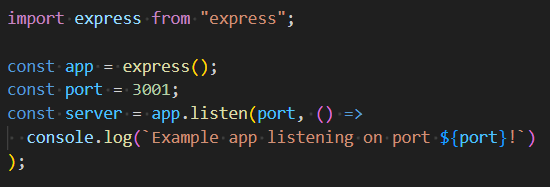 import express from "express";

const app = express();
const port = 3001;
const server = app.listen(port, () =>
  console.log(`Example app listening on port ${port}!`)
);